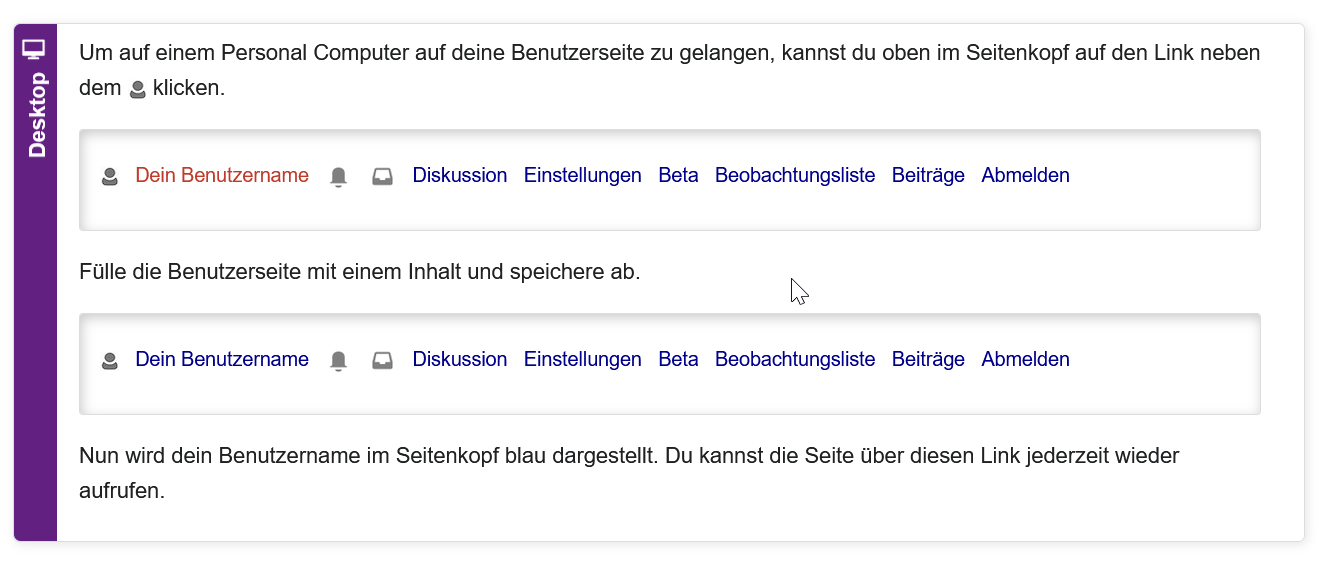 Desktop
Um auf einem Personal Computer auf deine Benutzerseite zu gelangen, kannst du oben im Seitenkopf auf den Link neben
dem klicken.
Dein Benutzername Diskussion Einstellungen Beta Beobachtungsliste Beiträge Abmelden
Fülle die Benutzerseite mit einem Inhalt und speichere ab.
Dein Benutzername Diskussion Einstellungen Beta Beobachtungsliste Beiträge Abmelden
Nun wird dein Benutzername im Seitenkopf blau dargestellt. Du kannst die Seite über diesen Link jederzeit wieder
aufrufen.